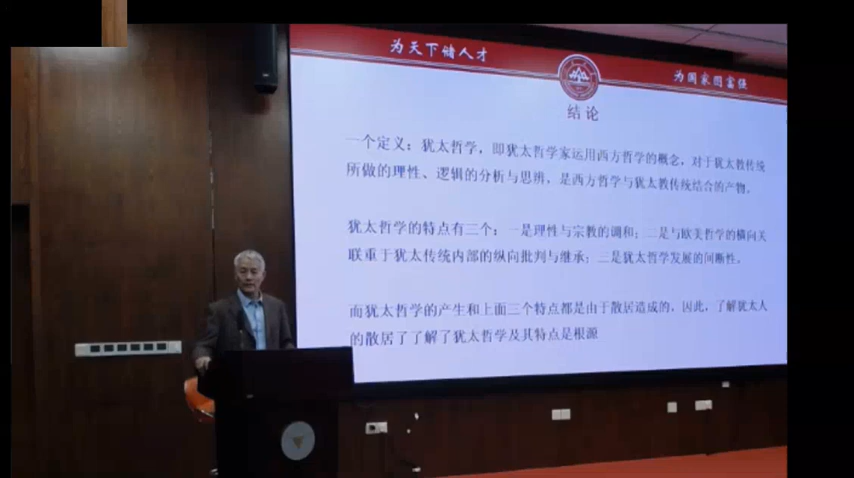 为天下储人才
为国家图富强
结论
一个定义：犹太哲学，即犹太哲学家运用西方哲学的概念，对于犹太教传统
所做的理性、逻辑的分析与思辨，是西方哲学与犹太教传统结合的产物。
犹太哲学的特点有三个：一是理性与宗教的调和；二是与欧美哲学的横向关
联重于犹太传统内部的纵向批判与继承；三是犹太哲学发展的间断性。
而犹太哲学的产生和上面三个特点都是由于散居造成的，因此，了解犹太人
的散居了了解了犹太哲学及其特点是根源